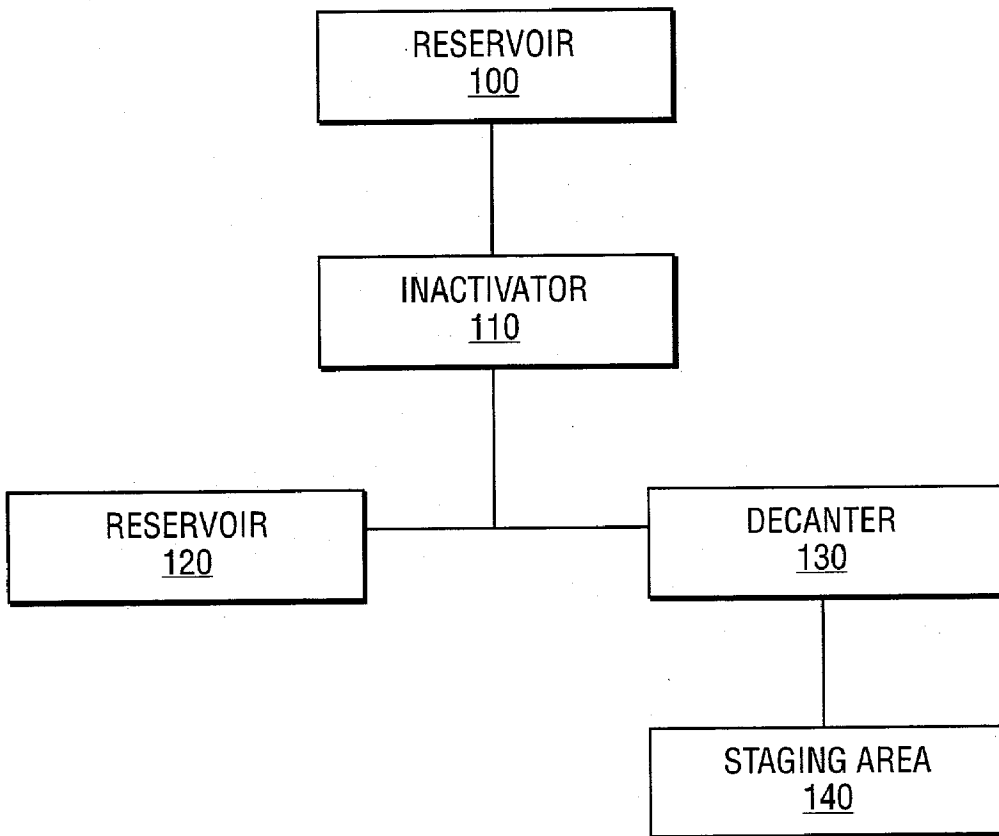 RESERVOIR
100
INACTIVATOR
110
RESERVOIR
120
DECANTER
130
STAGING AREA
140